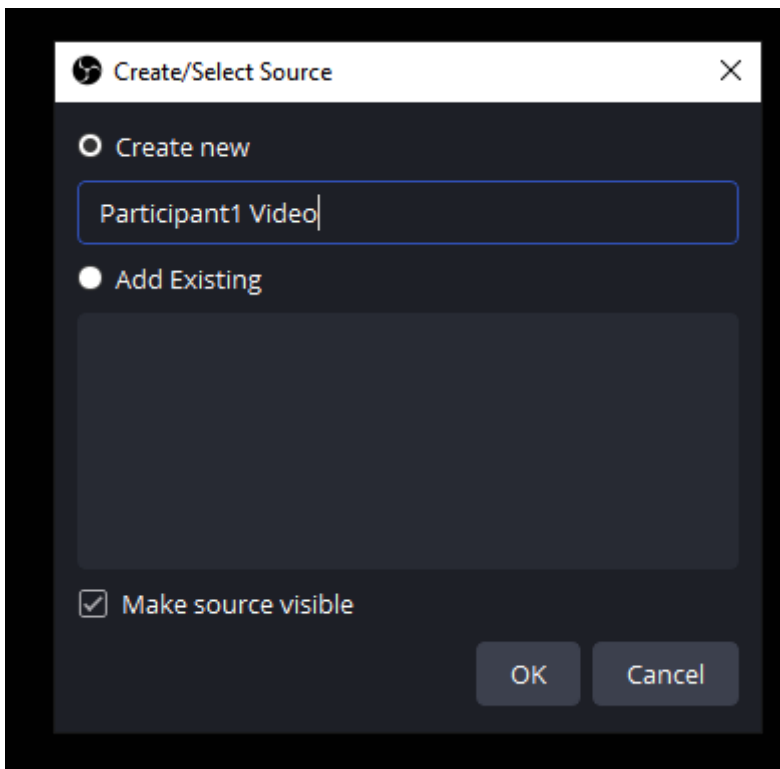 Create/Select Source
Create new
Participant1 Video
Add Existing
Make source visible
OK Cancel